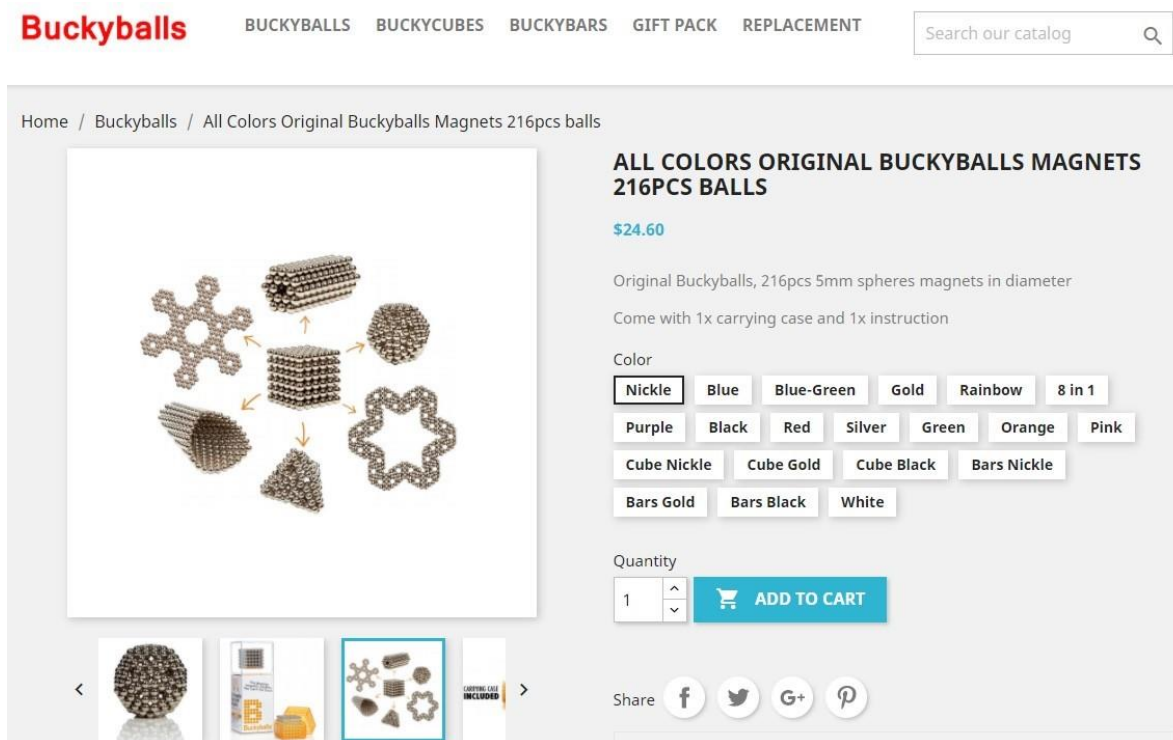 Buckyballs
BUCKYBALLS BUCKYCUBES BUCKYBARS GIFT PACK REPLACEMENT
Search our catalog
Home / Buckyballs / All Colors Original Buckyballs Magnets 216pcs balls
ALL COLORS ORIGINAL BUCKYBALLS MAGNETS
216PCS BALLS
$24.60
Original Buckyballs, 216pcs 5mm spheres magnets in diameter
Come with 1x carrying case and 1x instruction
Color
Nickle Blue Blue-Green Gold Rainbow 8 in 1
Purple Black Red Silver Green Orange Pink
Cube Nickle Cube Gold Cube Black Bars Nickle
Bars Gold Bars Black White
Quantity
1
ADD TO CART
Buckyballs
CARRYING CASE
INCLUDED
Share f G+